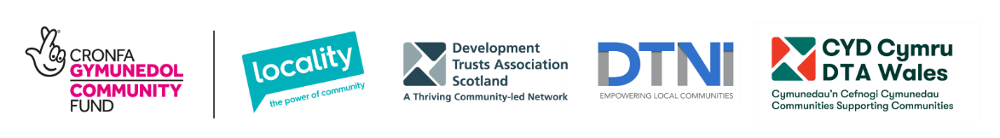 CRONFA
GYMUNEDOL
COMMUNITY
FUND
locality
the power of community
Development
Trusts Association
Scotland
A Thriving Community-led Network
DTNI
EMPOWERING LOCAL COMMUNITIES
CYD Cymru
DTA Wales
Cymunedau'n Cefnogi Cymunedau
Communities Supporting Communities